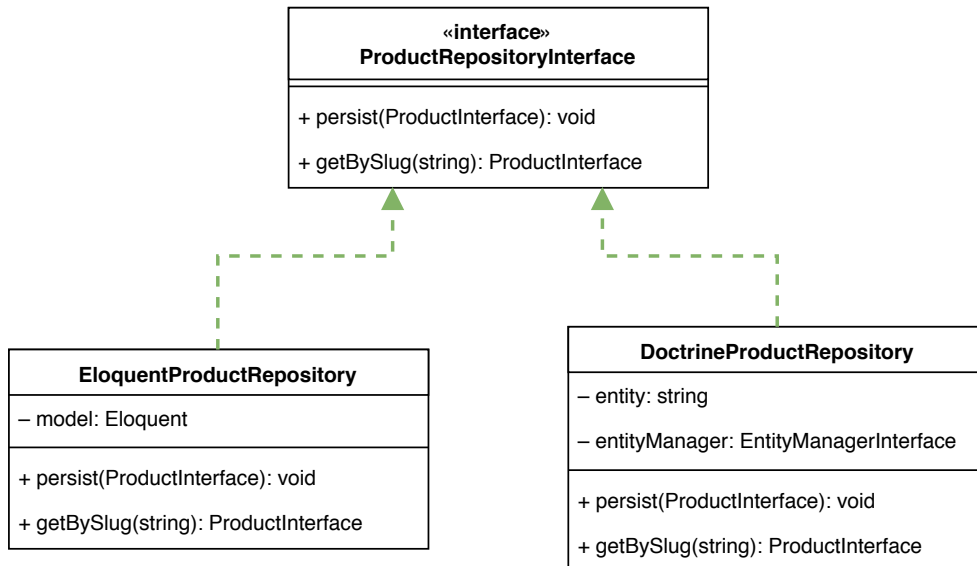 «interface»
ProductRepositoryInterface
+ persist(ProductInterface): void
+ getBySlug(string): ProductInterface
EloquentProductRepository
– model: Eloquent
+ persist(ProductInterface): void
+ getBySlug(string): ProductInterface
DoctrineProductRepository
– entity: string
– entityManager: EntityManagerInterface
+ persist(ProductInterface): void
+ getBySlug(string): ProductInterface